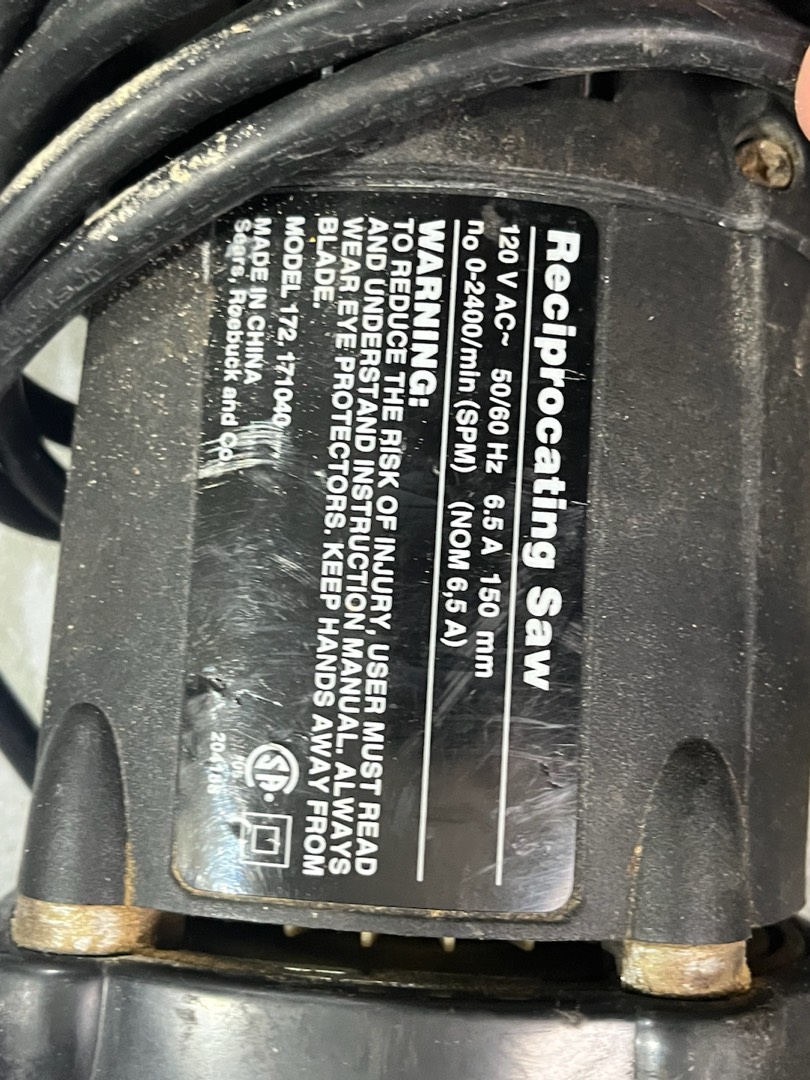 Reciprocating Saw
120 V AC~ 50/60 Hz 6.5 A 150 mm
n₀ 0-2400/min (SPM) (NOM 6,5 A)
WARNING:
TO REDUCE THE RISK OF INJURY, USER MUST READ
AND UNDERSTAND INSTRUCTION MANUAL. ALWAYS
WEAR EYE PROTECTORS. KEEP HANDS AWAY FROM
BLADE.
MODEL 172.171040
MADE IN CHINA
Sears, Roebuck and Co